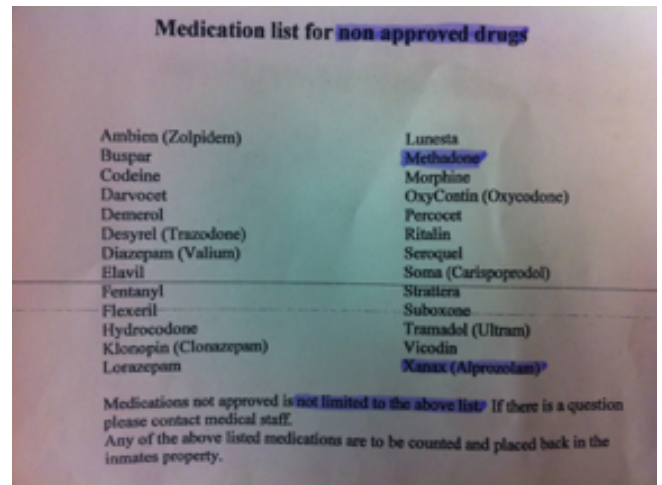 Medication list for non approved drugs
Ambien (Zolpidem)
Buspar
Codeine
Darvocet
Demerol
Desyrel (Trazodone)
Diazepam (Valium)
Elavil
Fentanyl
Flexeril
Hydrocodone
Klonopin (Clonazepam)
Lorazepam
Lunesta
Methadone
Morphine
OxyContin (Oxycodone)
Percocet
Ritalin
Seroquel
Soma (Carispoprodol)
Strattera
Suboxone
Tramadol (Ultram)
Vicodin
Xanax (Alprozolam)
Medications not approved is not limited to the above list. If there is a question
please contact medical staff.
Any of the above listed medications are to be counted and placed back in the
inmates property.